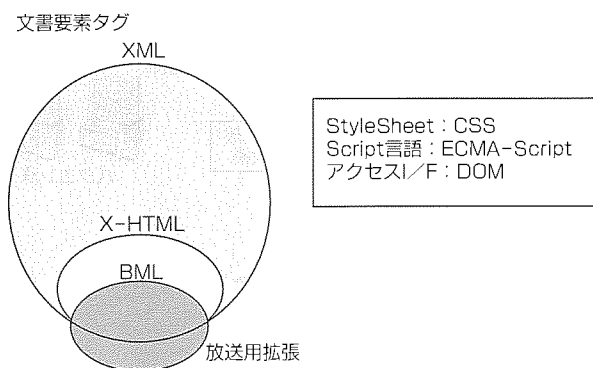 文書要素タグ
XML
X-HTML
BML
放送用拡張
StyleSheet：CSS
Script言語：ECMA-Script
アクセスI／F：DOM